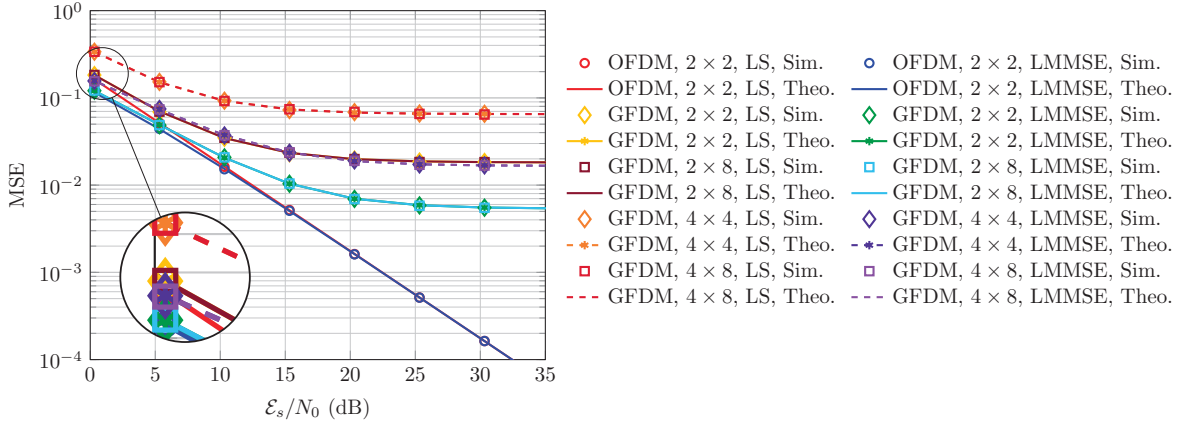 10^0
10^{-1}
10^{-2}
10^{-3}
10^{-4}
MSE
0 5 10 15 20 25 30 35
ℰ_s/N_0 (dB)
OFDM, 2 × 2, LS, Sim.
OFDM, 2 × 2, LS, Theo.
GFDM, 2 × 2, LS, Sim.
GFDM, 2 × 2, LS, Theo.
GFDM, 2 × 8, LS, Sim.
GFDM, 2 × 8, LS, Theo.
GFDM, 4 × 4, LS, Sim.
GFDM, 4 × 4, LS, Theo.
GFDM, 4 × 8, LS, Sim.
GFDM, 4 × 8, LS, Theo.
OFDM, 2 × 2, LMMSE, Sim.
OFDM, 2 × 2, LMMSE, Theo.
GFDM, 2 × 2, LMMSE, Sim.
GFDM, 2 × 2, LMMSE, Theo.
GFDM, 2 × 8, LMMSE, Sim.
GFDM, 2 × 8, LMMSE, Theo.
GFDM, 4 × 4, LMMSE, Sim.
GFDM, 4 × 4, LMMSE, Theo.
GFDM, 4 × 8, LMMSE, Sim.
GFDM, 4 × 8, LMMSE, Theo.